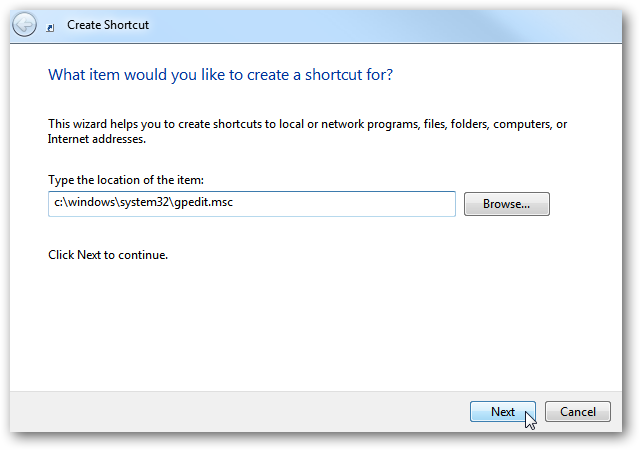 Create Shortcut
What item would you like to create a shortcut for?
This wizard helps you to create shortcuts to local or network programs, files, folders, computers, or
Internet addresses.
Type the location of the item:
c:\windows\system32\gpedit.msc
Browse...
Click Next to continue.
Next
Cancel